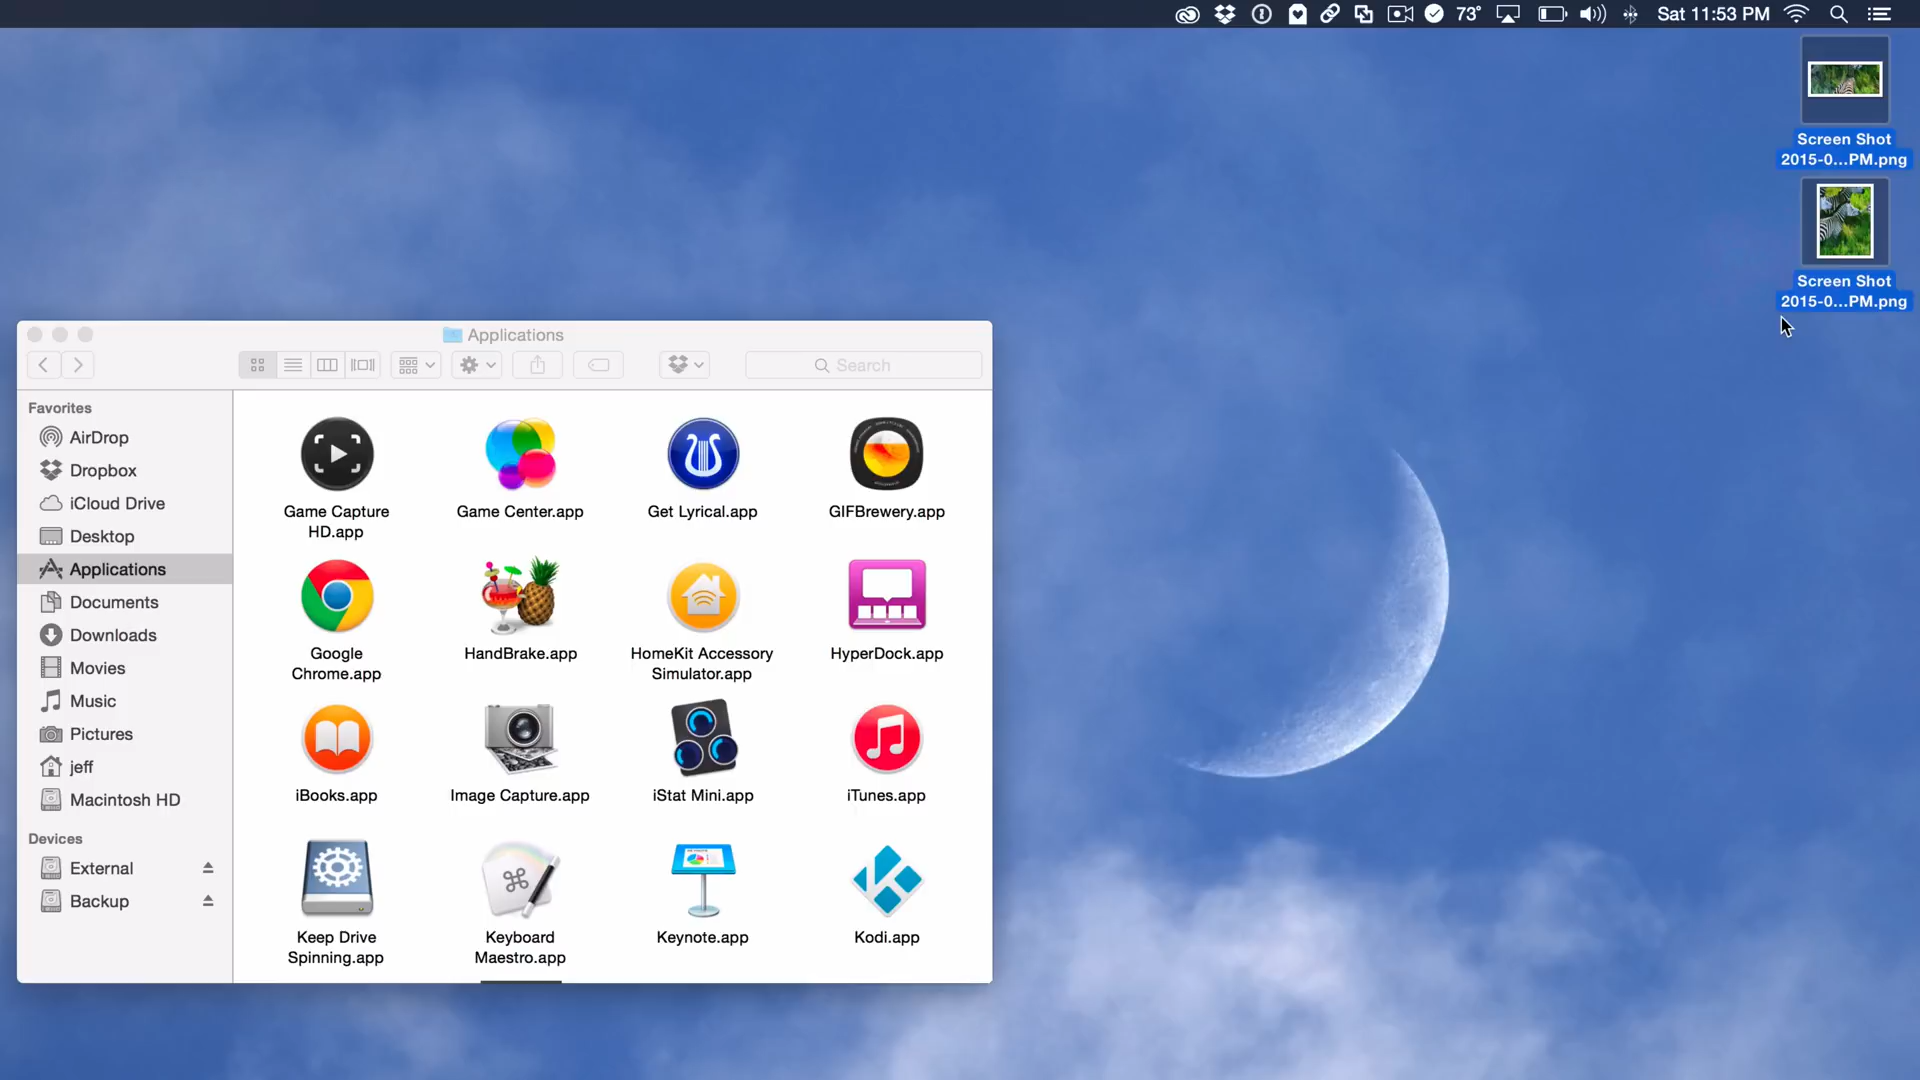 73°
Sat 11:53 PM
Screen Shot
2015-0...PM.png
Screen Shot
2015-0...PM.png
Applications
Search
Favorites
AirDrop
Dropbox
iCloud Drive
Desktop
Applications
Documents
Downloads
Movies
Music
Pictures
jeff
Macintosh HD
Devices
External
Backup
Game Capture
HD.app
Game Center.app
Get Lyrical.app
GIFBrewery.app
Google
Chrome.app
HandBrake.app
HomeKit Accessory
Simulator.app
HyperDock.app
iBooks.app
Image Capture.app
iStat Mini.app
iTunes.app
Keep Drive
Spinning.app
Keyboard
Maestro.app
Keynote.app
Kodi.app